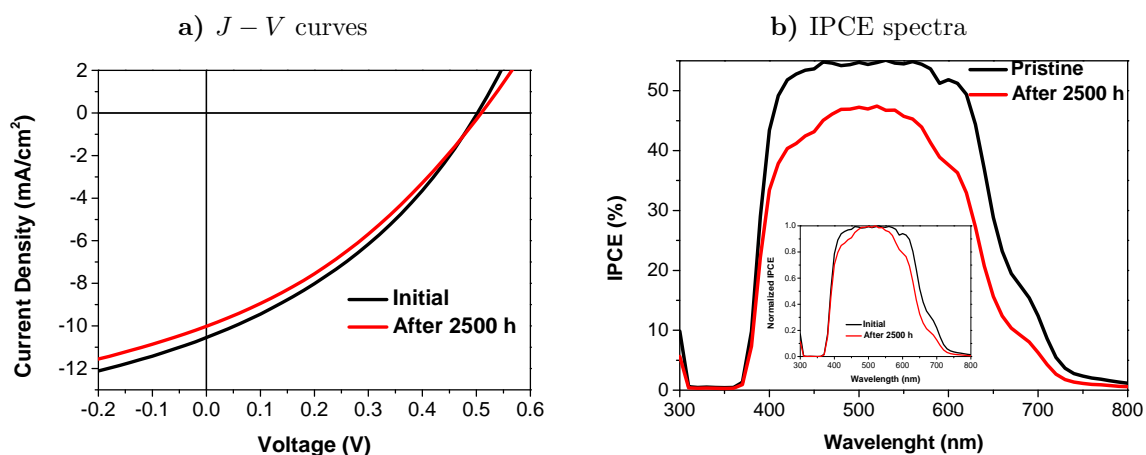 a) J − V curves
2
0
-2
-4
-6
-8
-10
-12
-0.2 -0.1 0.0 0.1 0.2 0.3 0.4 0.5 0.6
Current Density (mA/cm²)
Voltage (V)
Initial
After 2500 h
b) IPCE spectra
50
40
30
20
10
0
300 400 500 600 700 800
IPCE (%)
Wavelenght (nm)
Pristine
After 2500 h
1.0
0.8
0.6
0.4
0.2
0.0
300 400 500 600 700 800
Normalized IPCE
Wavelength (nm)
Initial
After 2500 h